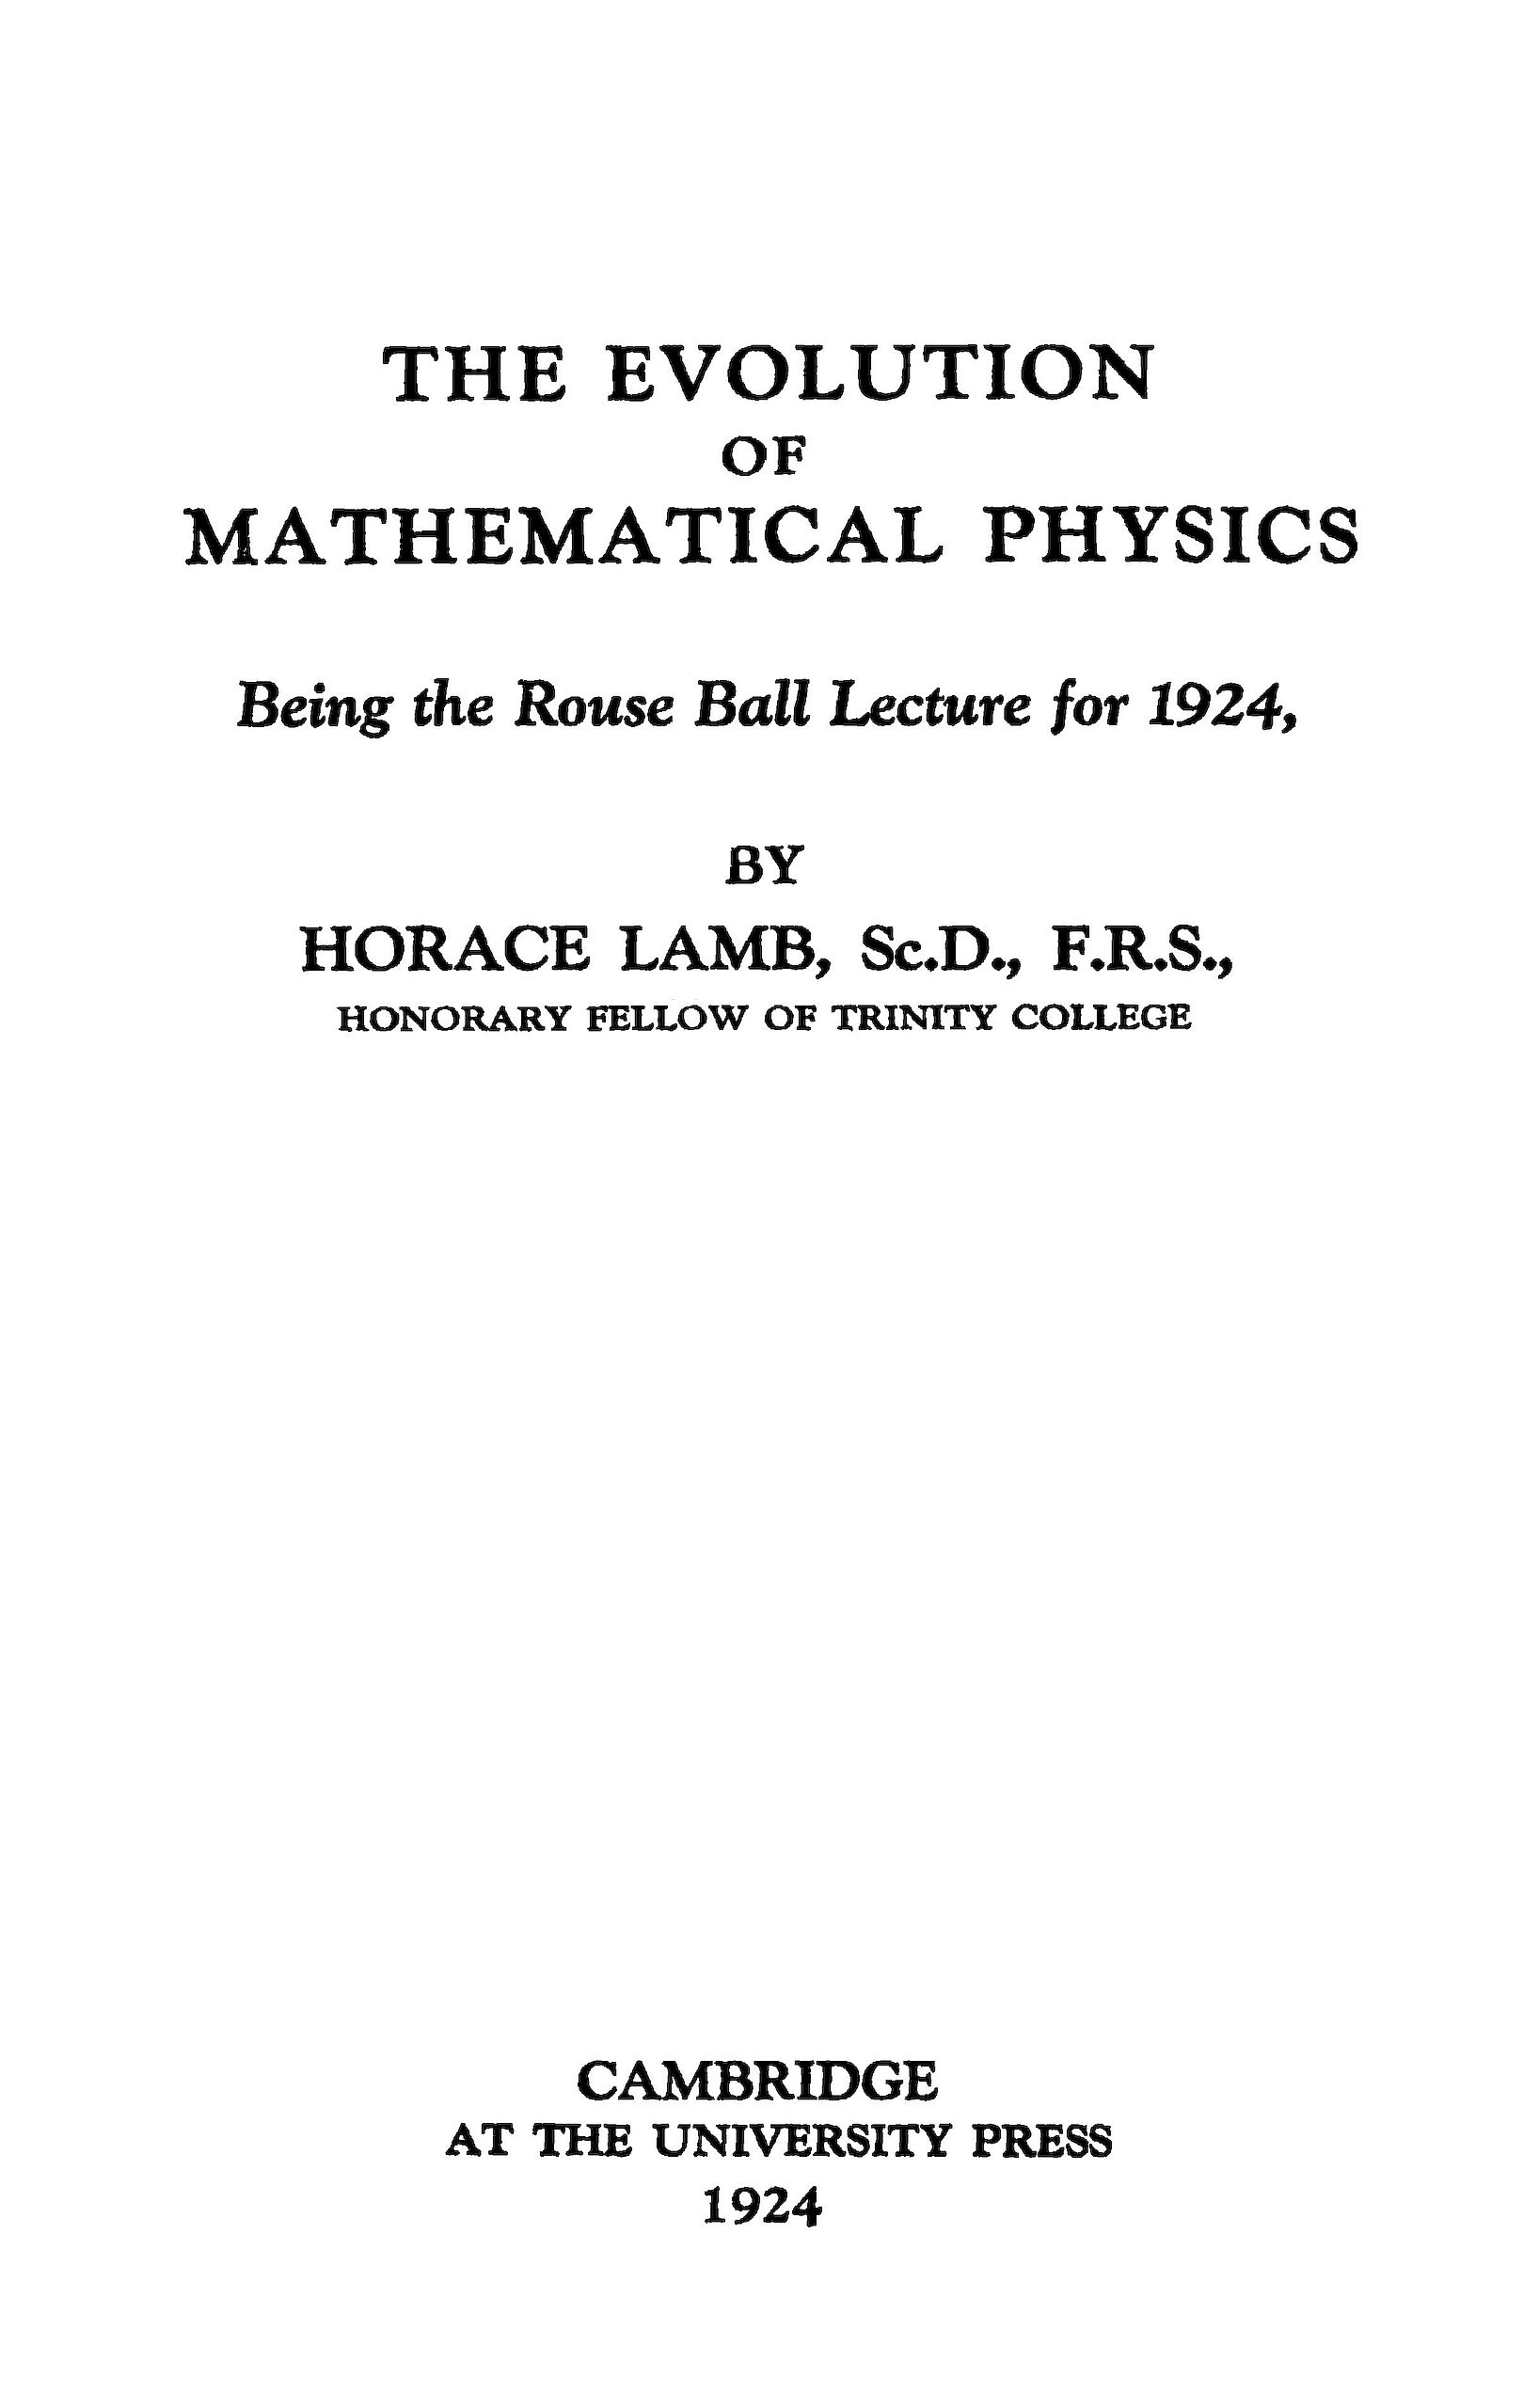 THE EVOLUTION
OF
MATHEMATICAL PHYSICS
Being the Rouse Ball Lecture for 1924,
BY
HORACE LAMB, Sc.D., F.R.S.,
HONORARY FELLOW OF TRINITY COLLEGE
CAMBRIDGE
AT THE UNIVERSITY PRESS
1924